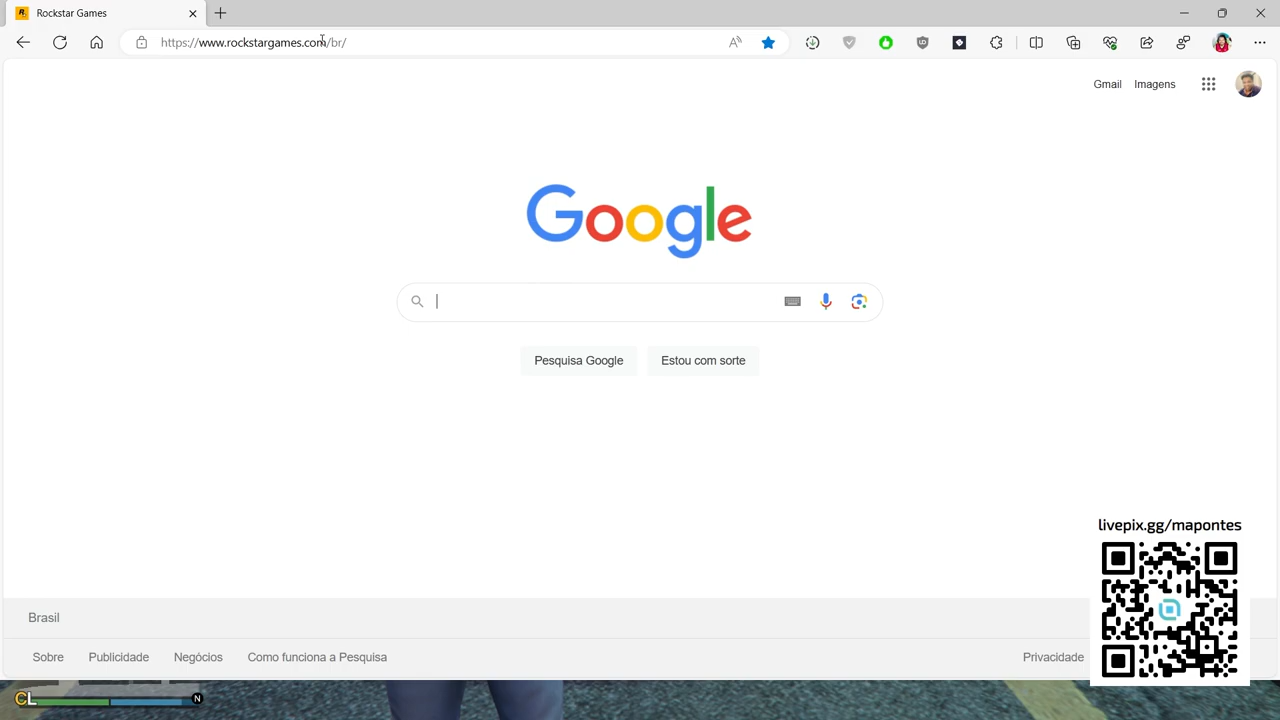 Rockstar Games
https://www.rockstargames.com/br/
Gmail Imagens
Google
Pesquisa Google Estou com sorte
livepix.gg/mapontes
Brasil
Sobre Publicidade Negócios Como funciona a Pesquisa Privacidade
CL N